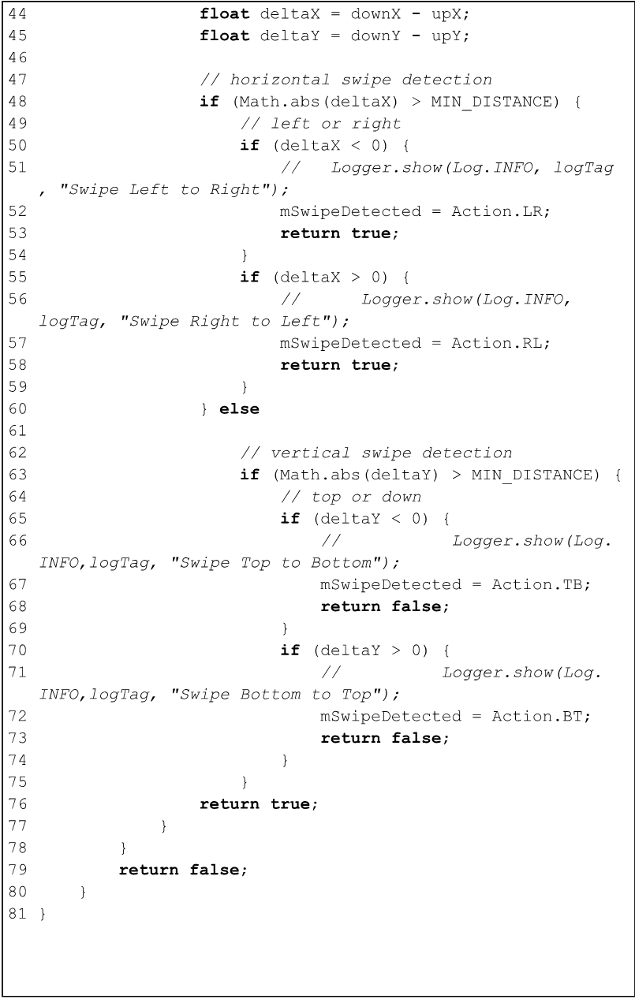 44                 float deltaX = downX - upX;
45                 float deltaY = downY - upY;
46
47                 // horizontal swipe detection
48                 if (Math.abs(deltaX) > MIN_DISTANCE) {
49                     // left or right
50                     if (deltaX < 0) {
51                         //   Logger.show(Log.INFO, logTag
, "Swipe Left to Right");
52                         mSwipeDetected = Action.LR;
53                         return true;
54                     }
55                     if (deltaX > 0) {
56                         //      Logger.show(Log.INFO,
logTag, "Swipe Right to Left");
57                         mSwipeDetected = Action.RL;
58                         return true;
59                     }
60                 } else
61
62                     // vertical swipe detection
63                     if (Math.abs(deltaY) > MIN_DISTANCE) {
64                         // top or down
65                         if (deltaY < 0) {
66                             //           Logger.show(Log.
INFO,logTag, "Swipe Top to Bottom");
67                             mSwipeDetected = Action.TB;
68                             return false;
69                         }
70                         if (deltaY > 0) {
71                             //          Logger.show(Log.
INFO,logTag, "Swipe Bottom to Top");
72                             mSwipeDetected = Action.BT;
73                             return false;
74                         }
75                     }
76                 return true;
77             }
78         }
79         return false;
80     }
81 }